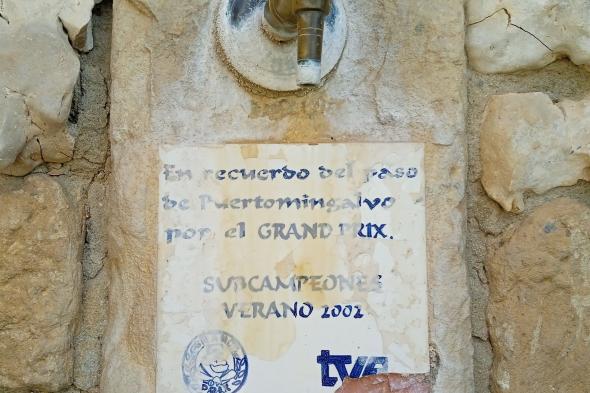 En recuerdo del paso
de Puertomingalvo
por el GRAND PRIX.
SUBCAMPEONES
VERANO 2002
tve